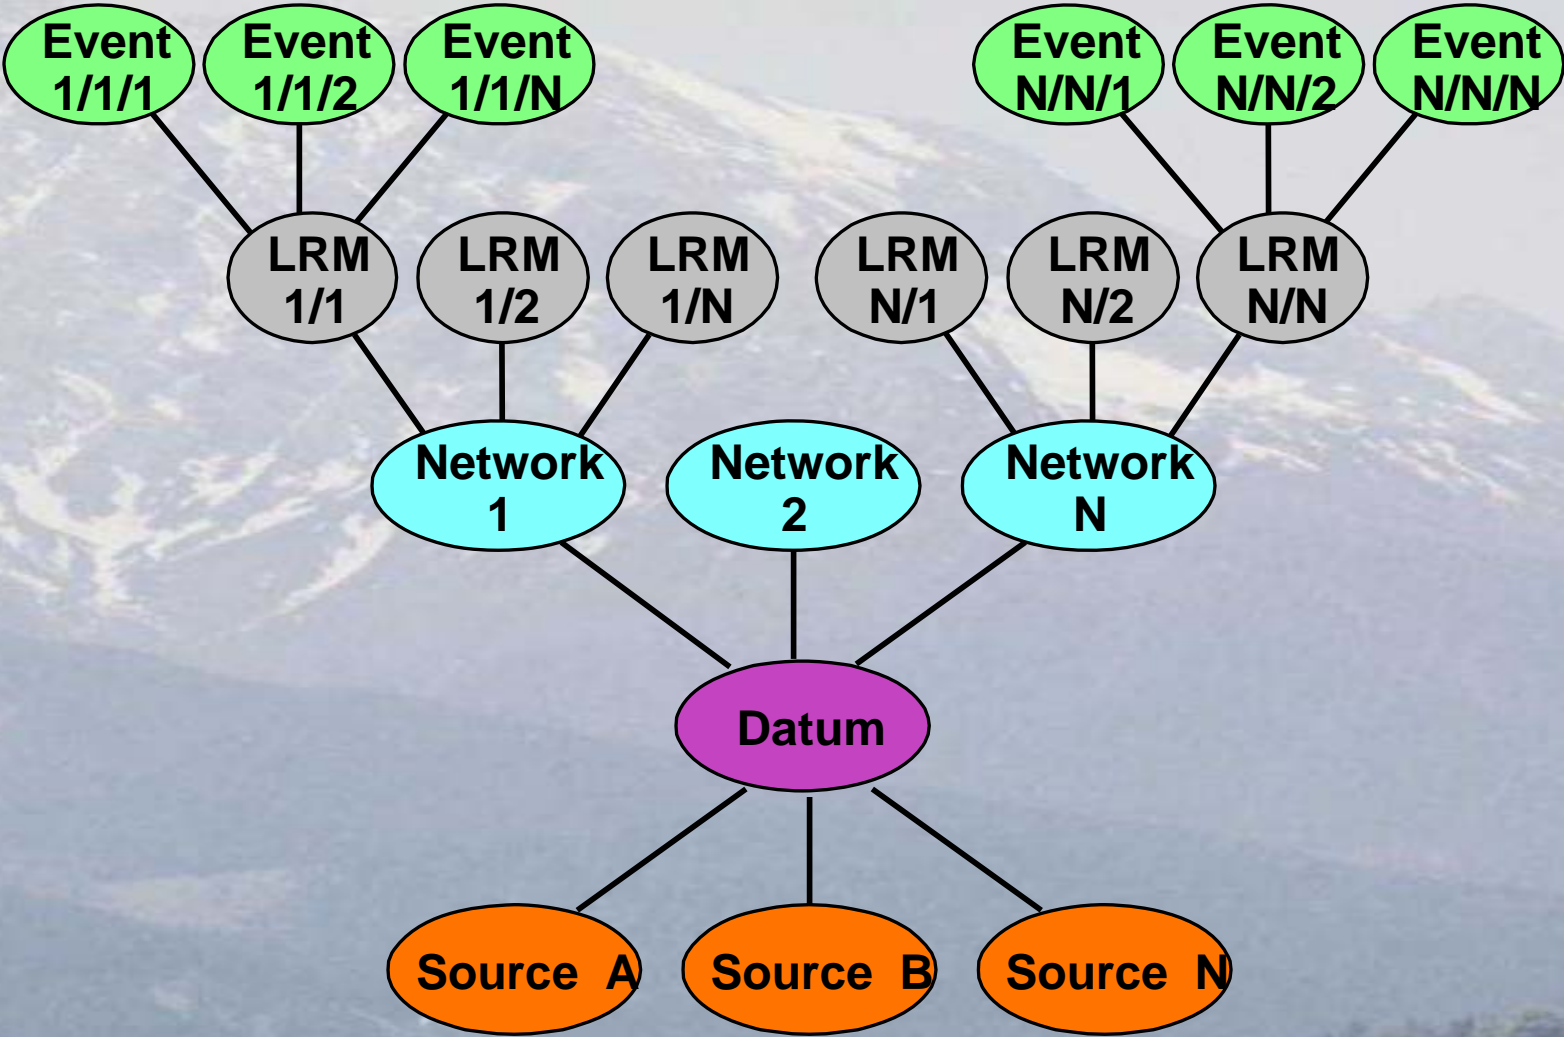 Event
1/1/1
Event
1/1/2
Event
1/1/N
Event
N/N/1
Event
N/N/2
Event
N/N/N
LRM
1/1
LRM
1/2
LRM
1/N
LRM
N/1
LRM
N/2
LRM
N/N
Network
1
Network
2
Network
N
Datum
Source A
Source B
Source N